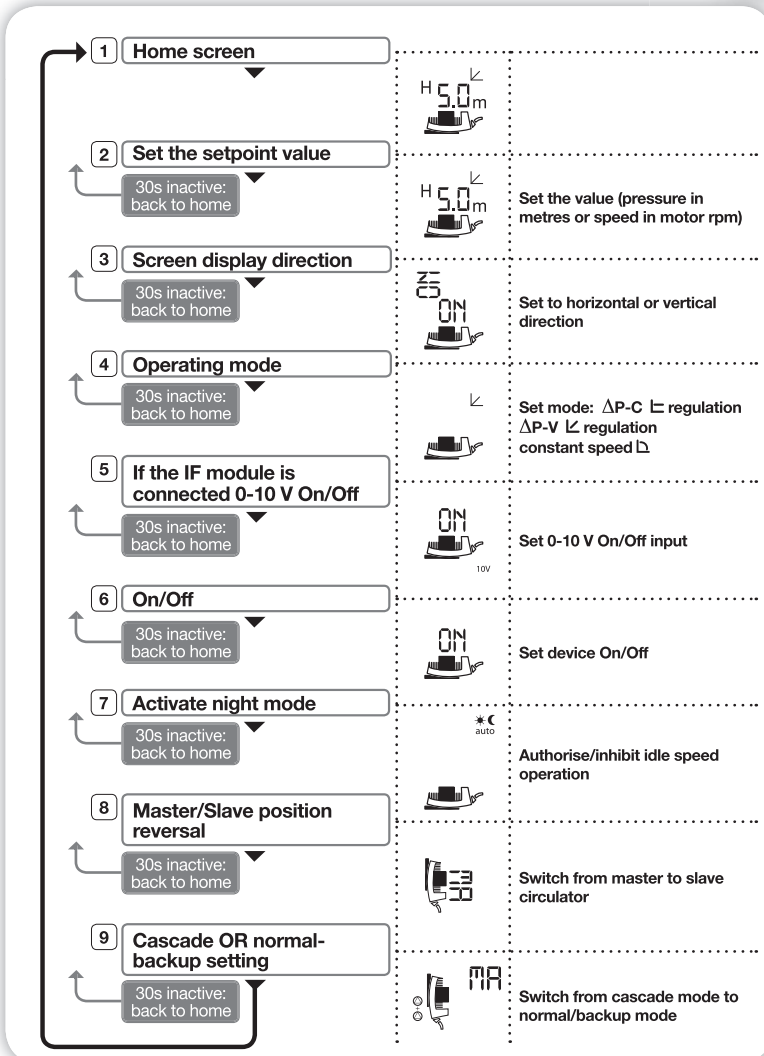 1 Home screen
H 5.0 m
2 Set the setpoint value
30s inactive:
back to home
H 5.0 m
Set the value (pressure in
metres or speed in motor rpm)
3 Screen display direction
30s inactive:
back to home
ON
Set to horizontal or vertical
direction
4 Operating mode
30s inactive:
back to home
Set mode: ΔP-C regulation
ΔP-V regulation
constant speed
5 If the IF module is
connected 0-10 V On/Off
30s inactive:
back to home
ON
10V
Set 0-10 V On/Off input
6 On/Off
30s inactive:
back to home
ON
Set device On/Off
7 Activate night mode
30s inactive:
back to home
auto
Authorise/inhibit idle speed
operation
8 Master/Slave position
reversal
30s inactive:
back to home
Switch from master to slave
circulator
9 Cascade OR normal-
backup setting
30s inactive:
back to home
MA
Switch from cascade mode to
normal/backup mode